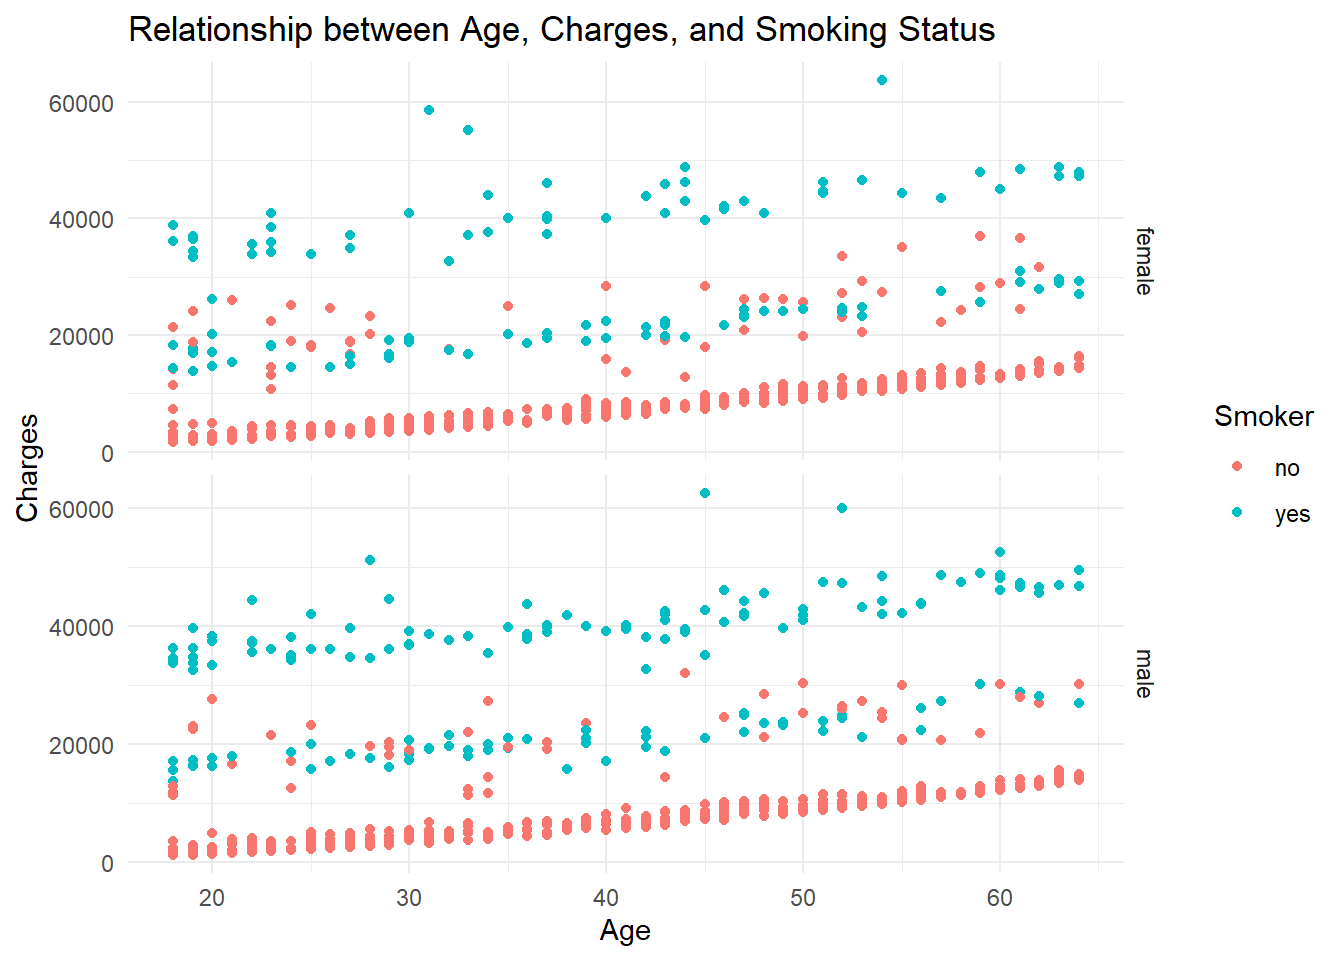 Relationship between Age, Charges, and Smoking Status
Charges
60000
40000
20000
0
female
60000
40000
20000
0
male
20
30
40
50
60
Age
Smoker
no
yes